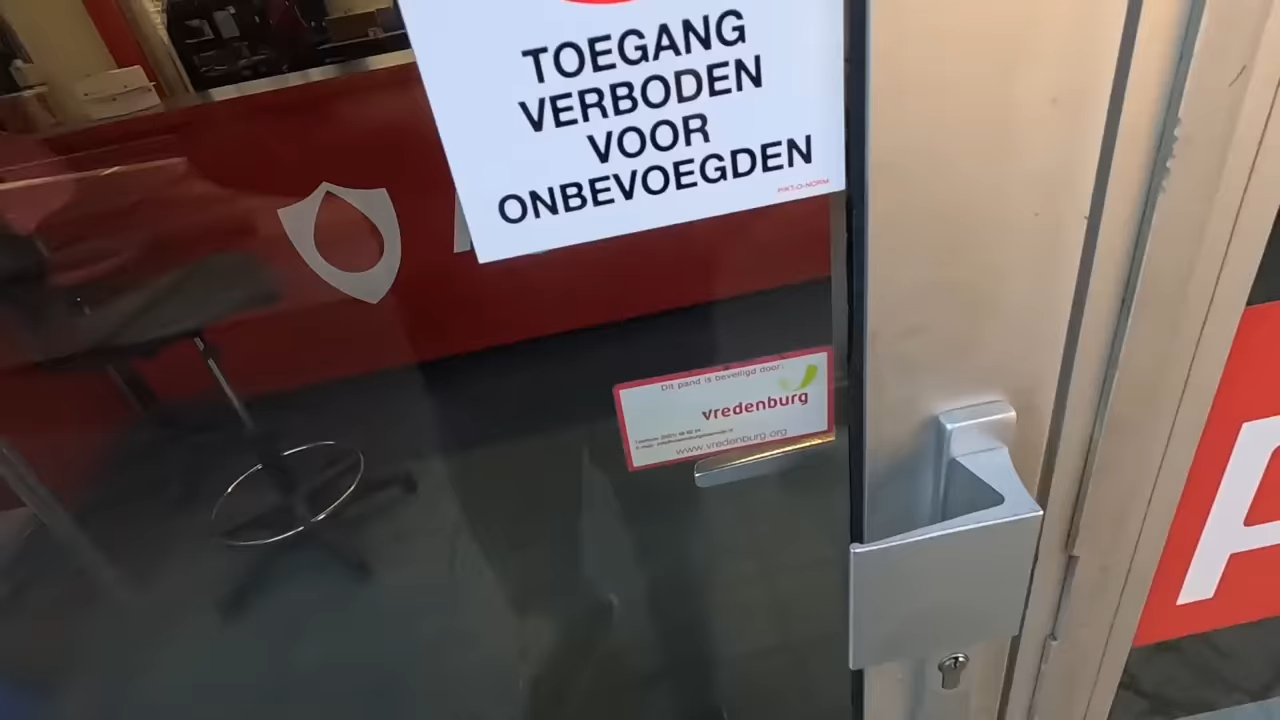 TOEGANG
VERBODEN
VOOR
ONBEVOEGDEN
PIKT-O-NORM
Dit pand is beveiligd door:
vredenburg
www.vredenburg.org
A